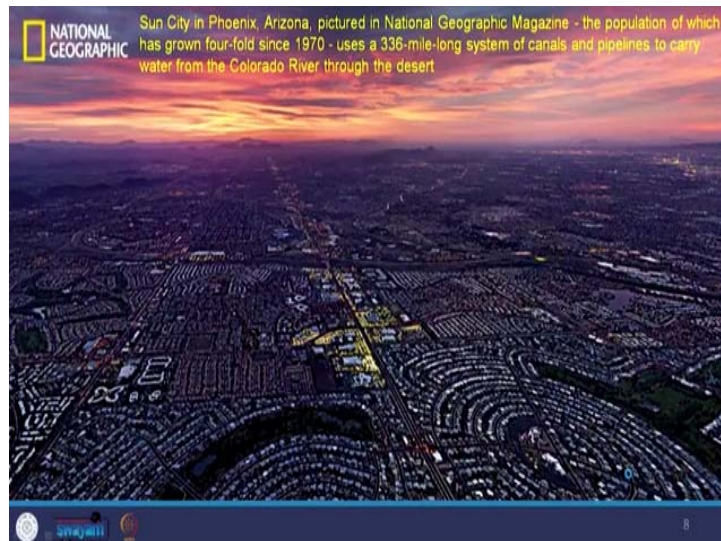 NATIONAL
GEOGRAPHIC
Sun City in Phoenix, Arizona, pictured in National Geographic Magazine - the population of which
has grown four-fold since 1970 - uses a 336-mile-long system of canals and pipelines to carry
water from the Colorado River through the desert
swayam
8